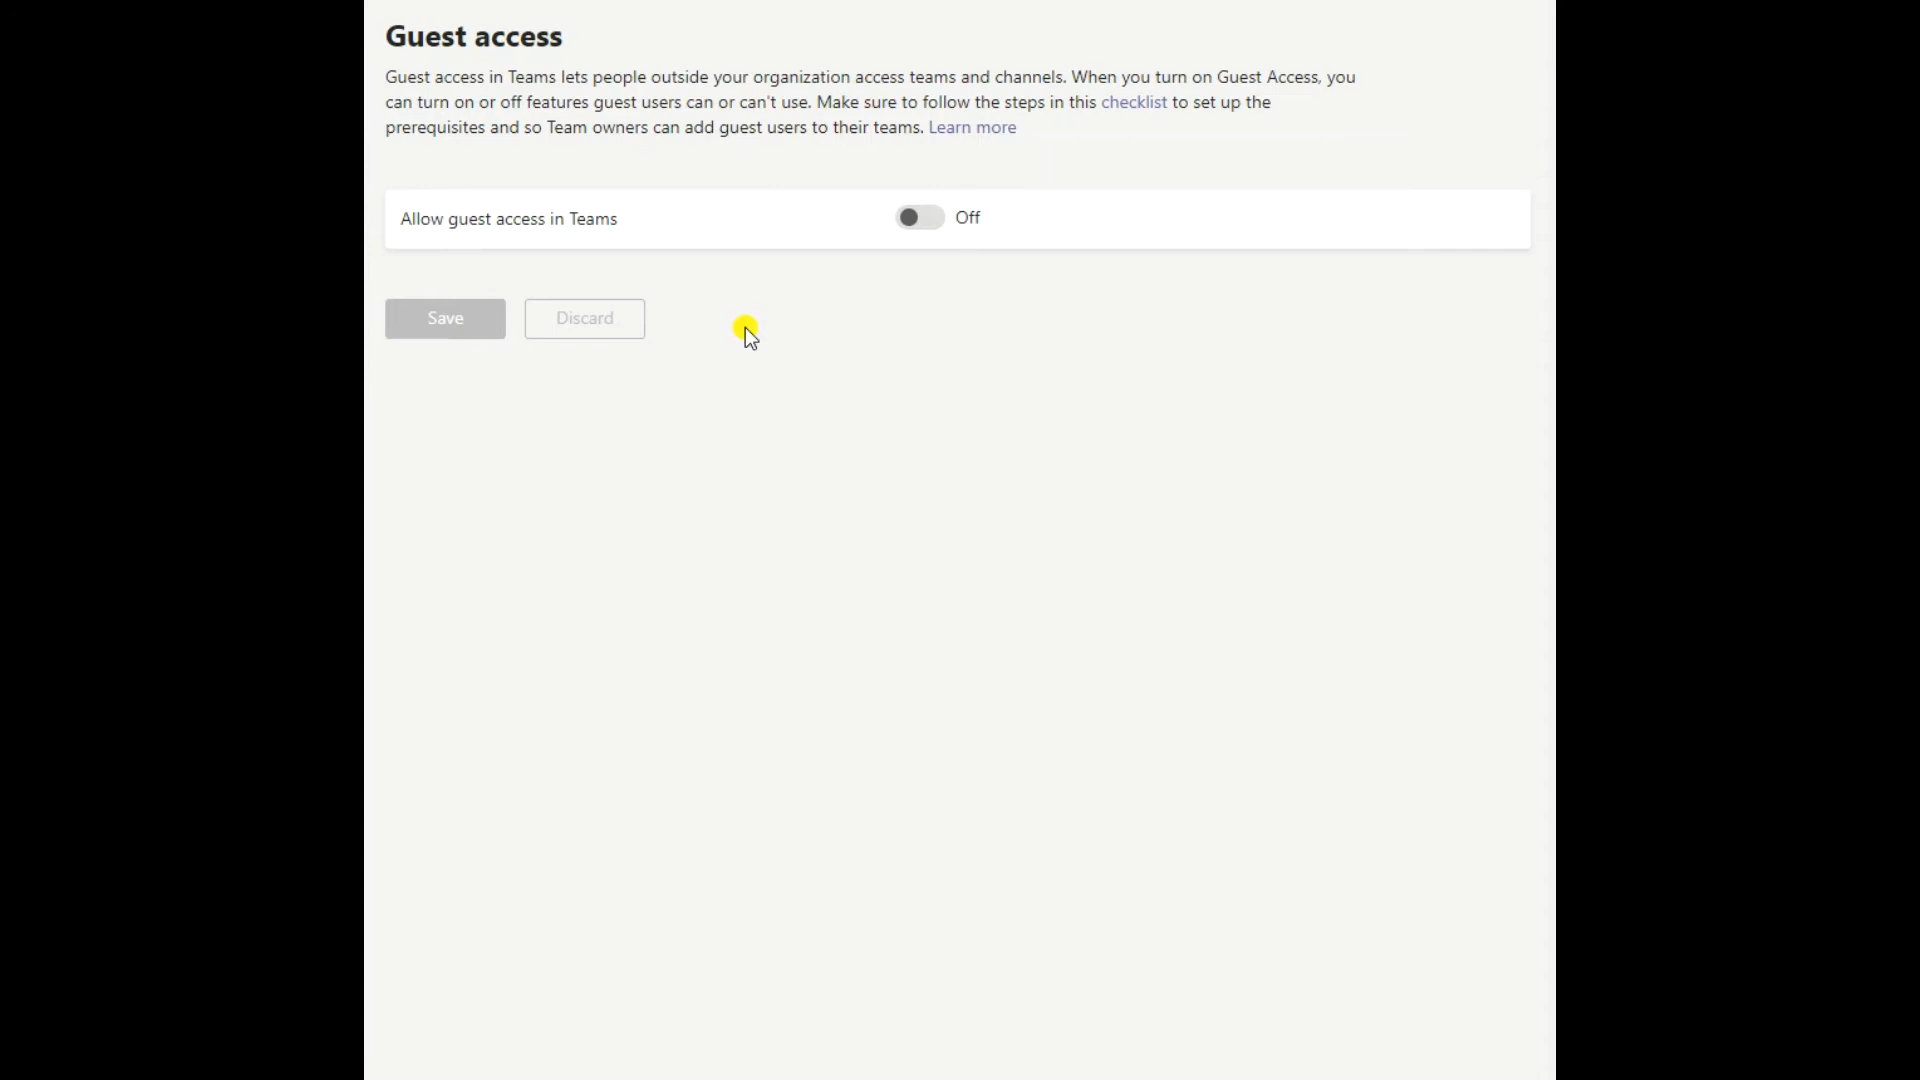 Guest access
Guest access in Teams lets people outside your organization access teams and channels. When you turn on Guest Access, you
can turn on or off features guest users can or can't use. Make sure to follow the steps in this checklist to set up the
prerequisites and so Team owners can add guest users to their teams. Learn more
Allow guest access in Teams Off
Save Discard